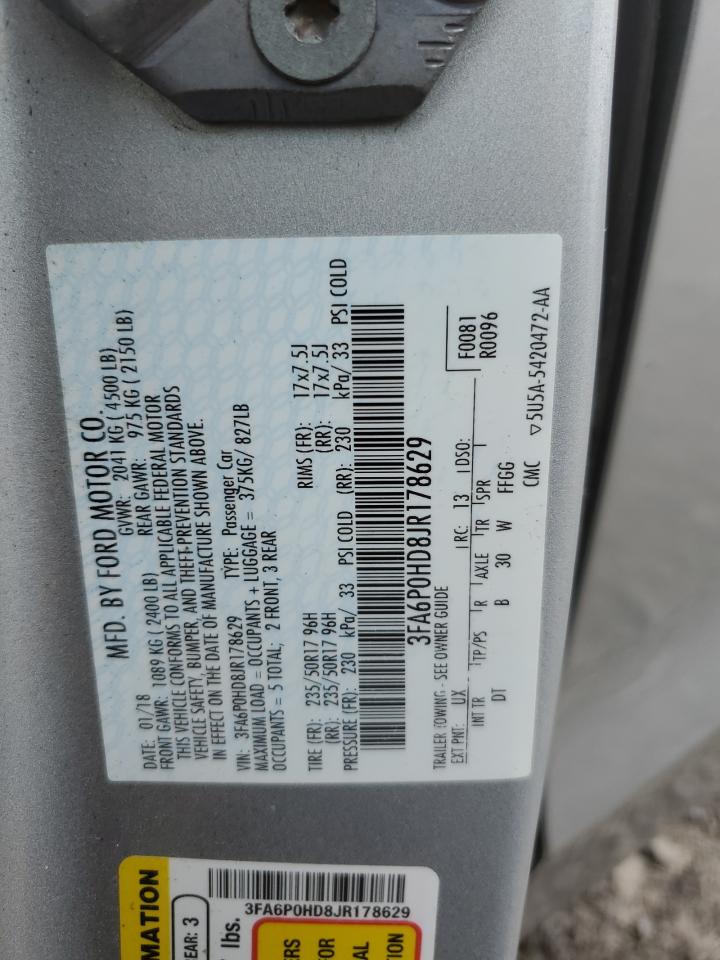 MFD. BY FORD MOTOR CO
DATE: 01/18 GVWR: 2041 KG ( 4500 LB)
FRONT GAWR: 1089 KG ( 2400 LB) REAR GAWR: 975 KG ( 2150 LB)
THIS VEHICLE CONFORMS TO ALL APPLICABLE FEDERAL MOTOR
VEHICLE SAFETY, BUMPER, AND THEFT PREVENTION STANDARDS
IN EFFECT ON THE DATE OF MANUFACTURE SHOWN ABOVE.
VIN: 3FA6P0HD8JR178629 TYPE: Passenger Car
MAXIMUM LOAD = OCCUPANTS + LUGGAGE = 375KG/ 827LB
OCCUPANTS = 5 TOTAL; 2 FRONT, 3 REAR
TIRE (FR): 235/50R17 96H RIMS (FR): 17x7.5J
(RR): 235/50R17 96H (RR): 17x7.5J
PRESSURE (FR): 230 kPa/ 33 PSI COLD (RR): 230 kPa/ 33 PSI COLD
3FA6P0HD8JR178629
TRAILER TOWING - SEE OWNER GUIDE F0081
EXT PNT: UX RC: 13 DSO: R0096
INT TR TP/PS R AXLE TR SPR
DT B 30 W FFGG
CMC ▽5U5A-5420472-AA
MATION
EAR: 3
3FA6P0HD8JR178629
lbs.
ERS
FOR
AL
TION